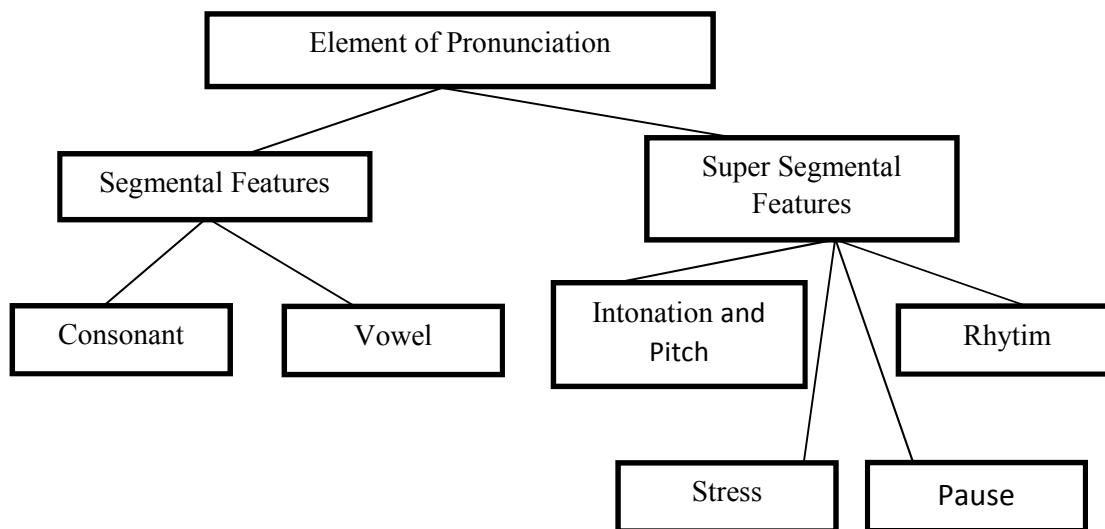 Element of Pronunciation
Segmental Features
Super Segmental
Features
Consonant
Vowel
Intonation and
Pitch
Rhytim
Stress
Pause